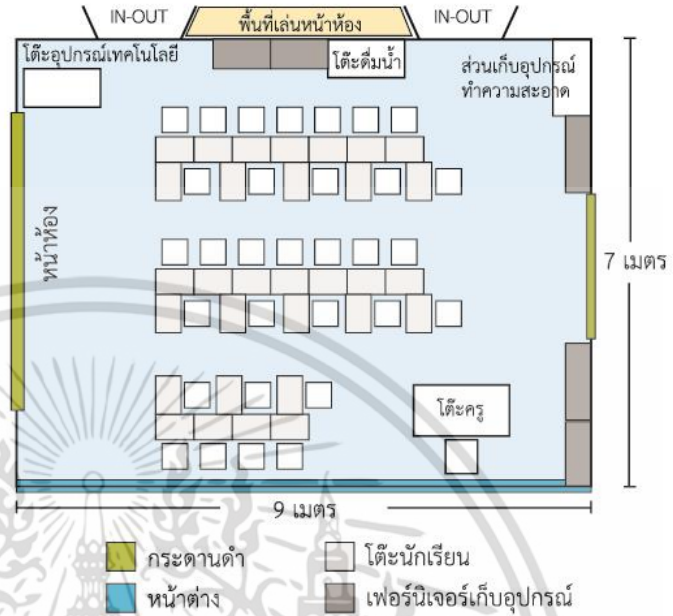 IN-OUT
พื้นที่เล่นหน้าห้อง
IN-OUT
โต๊ะอุปกรณ์เทคโนโลยี
โต๊ะดื่มน้ำ
ส่วนเก็บอุปกรณ์
ทำความสะอาด
หน้าห้อง
7 เมตร
โต๊ะครู
9 เมตร
กระดานดำ
โต๊ะนักเรียน
หน้าต่าง
เฟอร์นิเจอร์เก็บอุปกรณ์